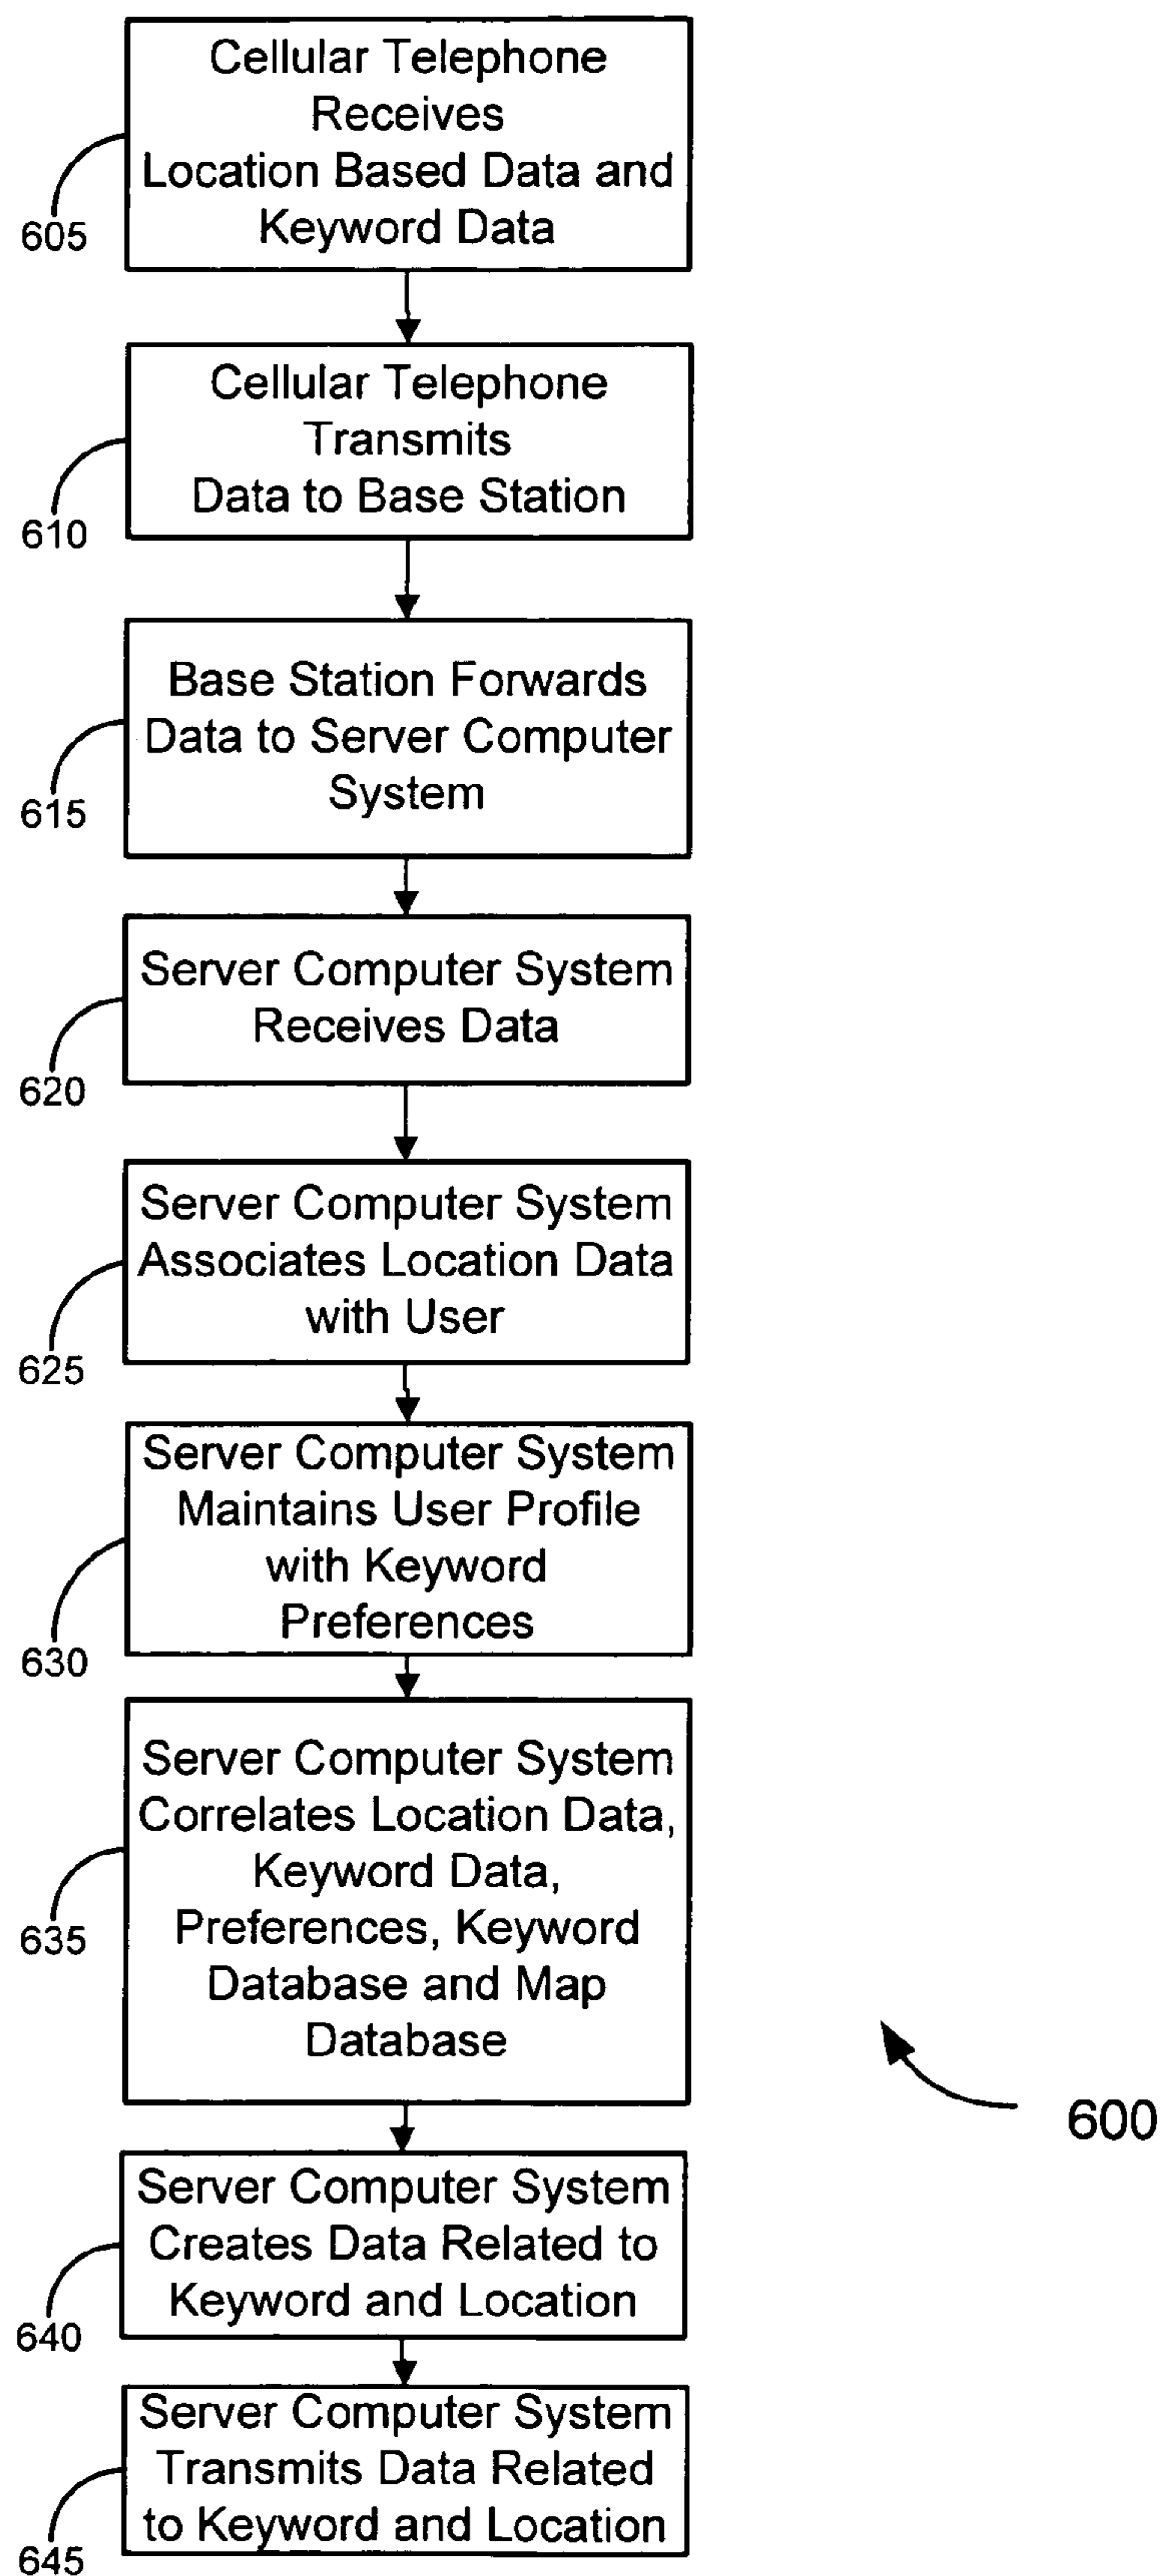 Cellular Telephone
Receives
Location Based Data and
Keyword Data
605
Cellular Telephone
Transmits
Data to Base Station
610
Base Station Forwards
Data to Server Computer
System
615
Server Computer System
Receives Data
620
Server Computer System
Associates Location Data
with User
625
Server Computer System
Maintains User Profile
with Keyword
Preferences
630
Server Computer System
Correlates Location Data,
Keyword Data,
Preferences, Keyword
Database and Map
Database
635
600
Server Computer System
Creates Data Related to
Keyword and Location
640
Server Computer System
Transmits Data Related
to Keyword and Location
645